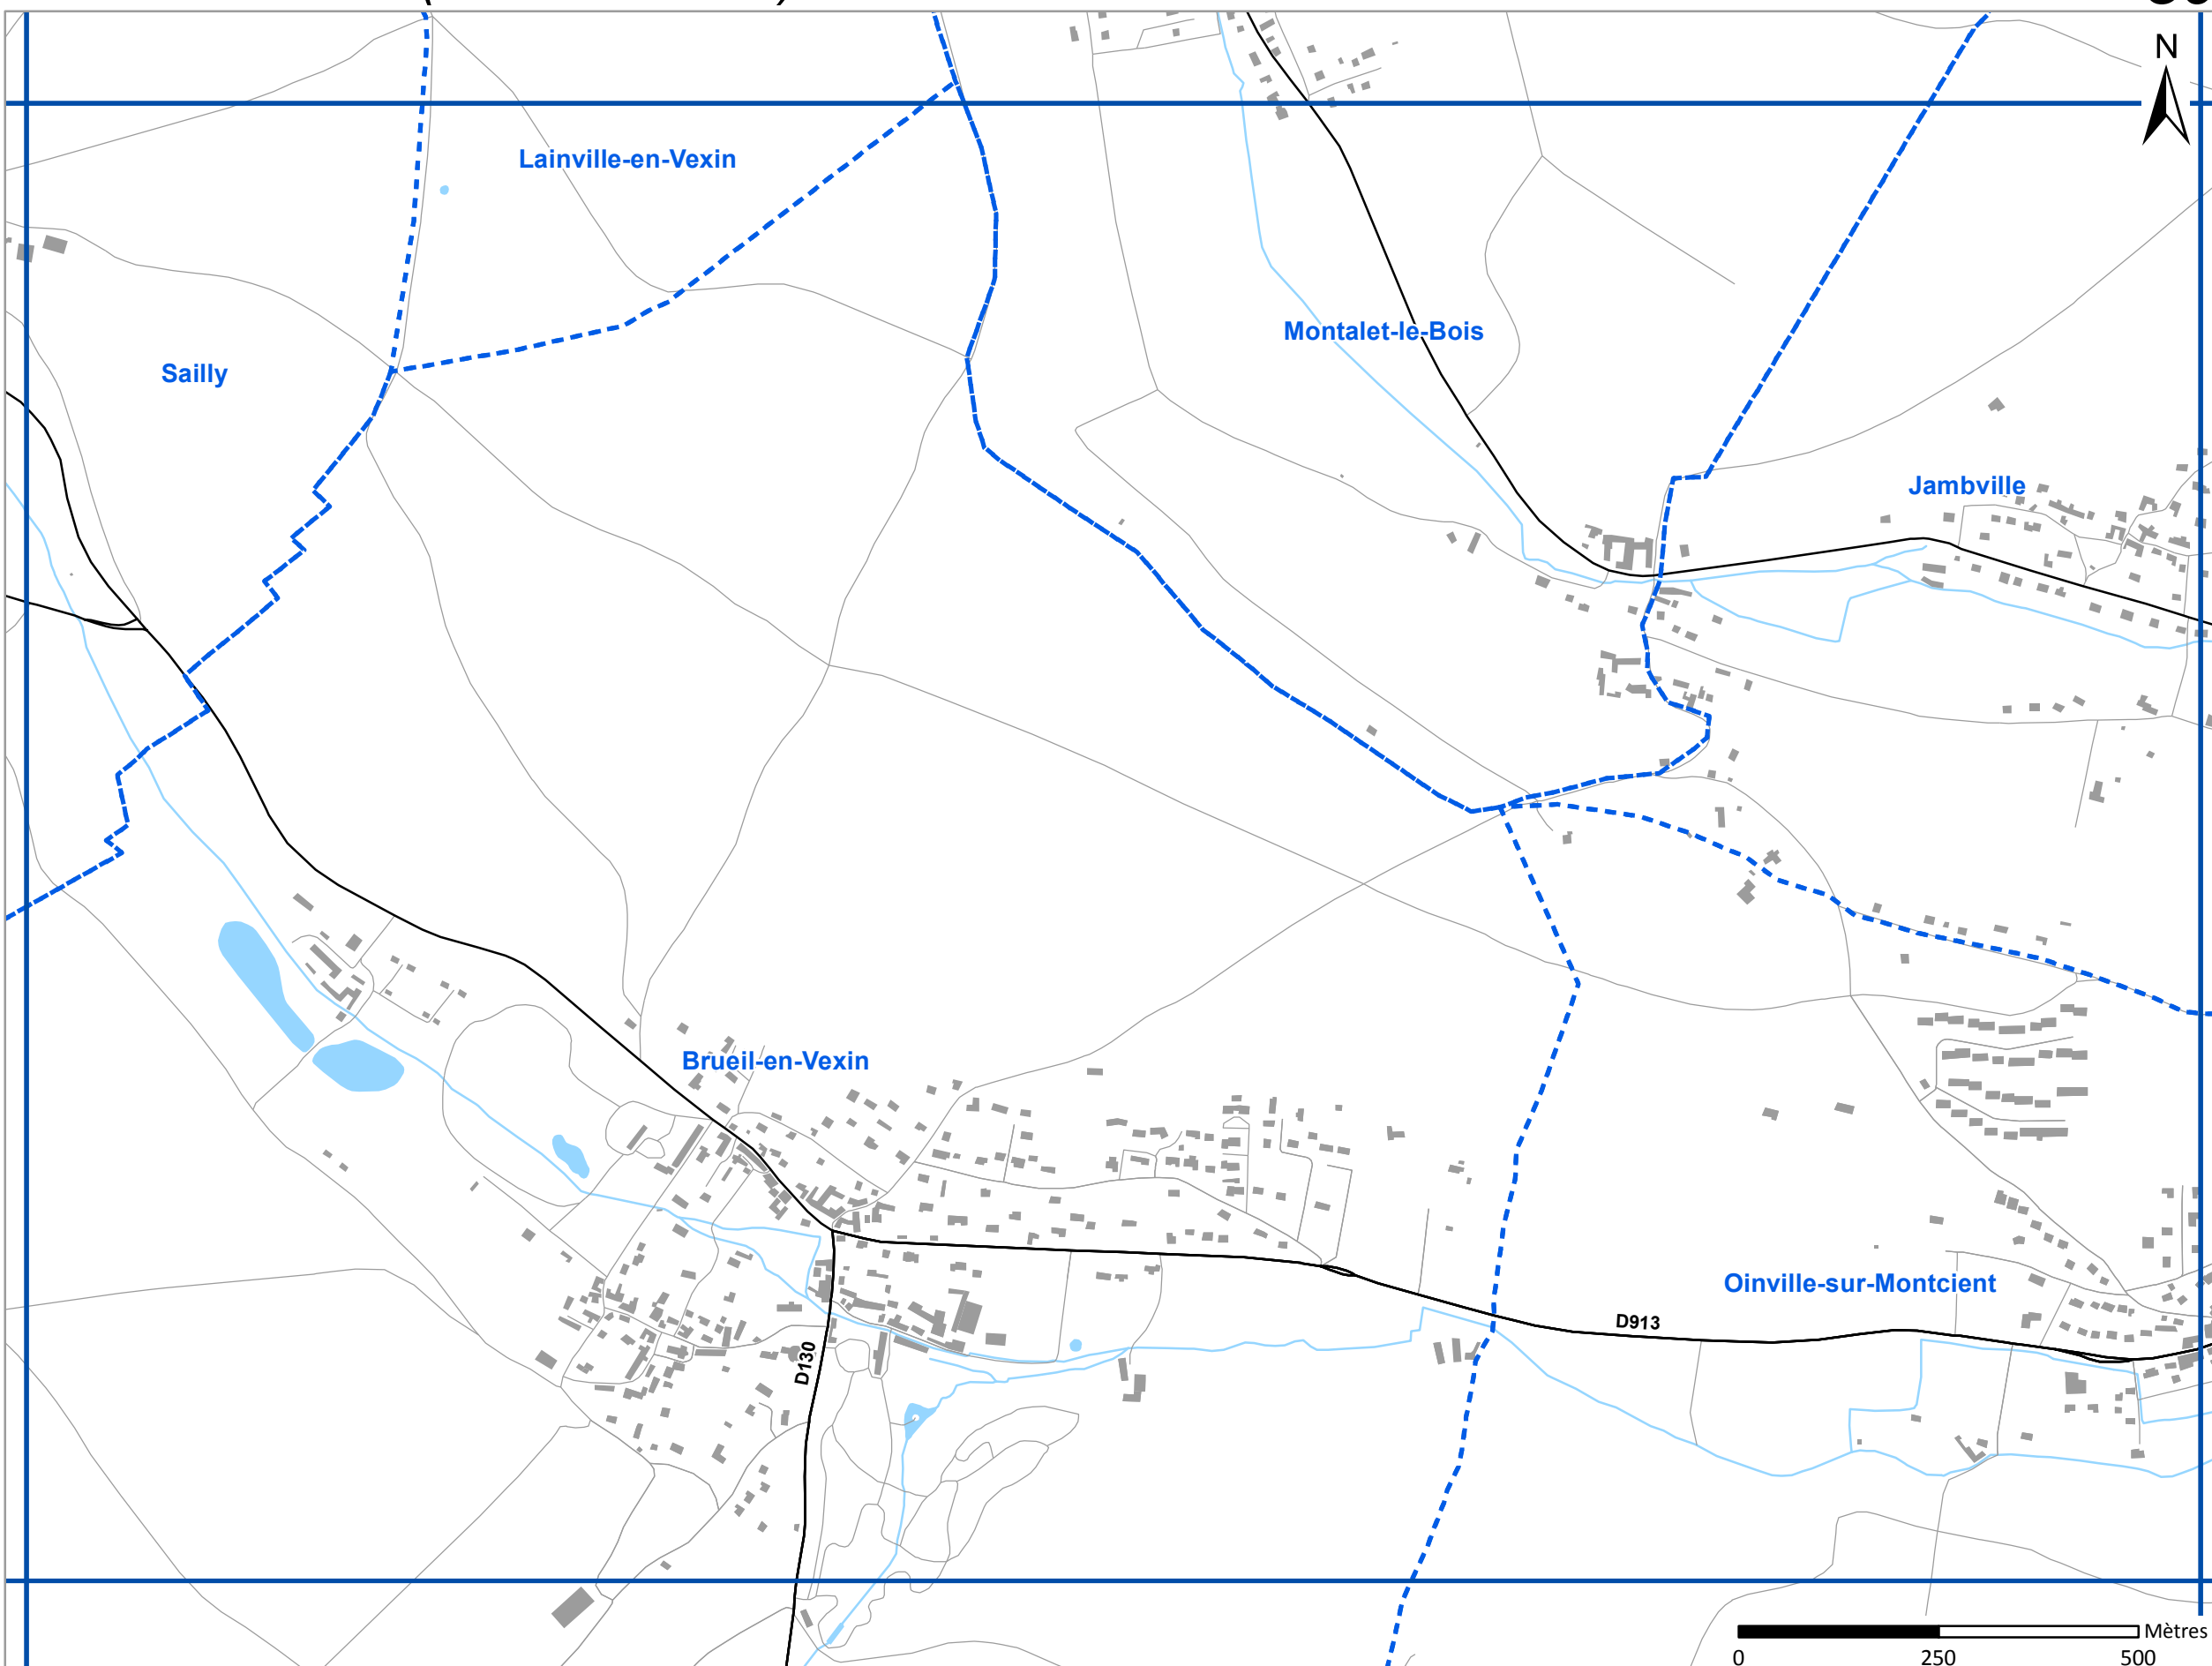 N
Lainville-en-Vexin
Montalet-le-Bois
Sailly
Jambville
Brueil-en-Vexin
Oinville-sur-Montcient
D913
D130
Mètres
0 250 500